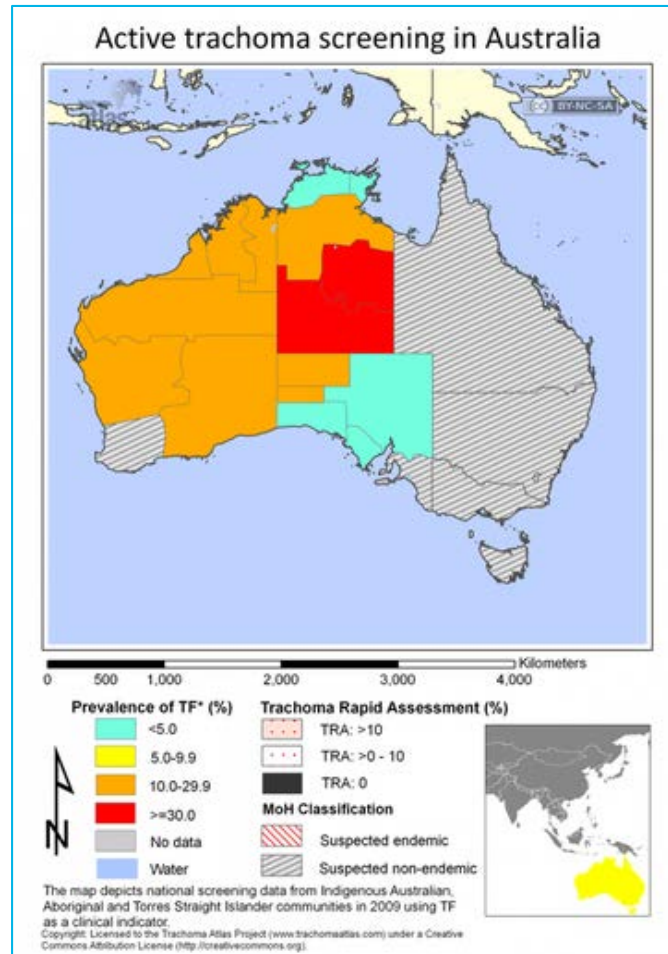 Active trachoma screening in Australia
atlas
BY-NC-SA
Kilometers
0 500 1,000 2,000 3,000 4,000
Prevalence of TF* (%)
<5.0
5.0-9.9
10.0-29.9
>=30.0
No data
Water
N
Trachoma Rapid Assessment (%)
TRA: >10
TRA: >0 - 10
TRA: 0
MoH Classification
Suspected endemic
Suspected non-endemic
The map depicts national screening data from Indigenous Australian,
Aboriginal and Torres Straight Islander communities in 2009 using TF
as a clinical indicator.
Copyright: Licensed to the Trachoma Atlas Project (www.trachomaatlas.com) under a Creative
Commons Attribution License (http://creativecommons.org).